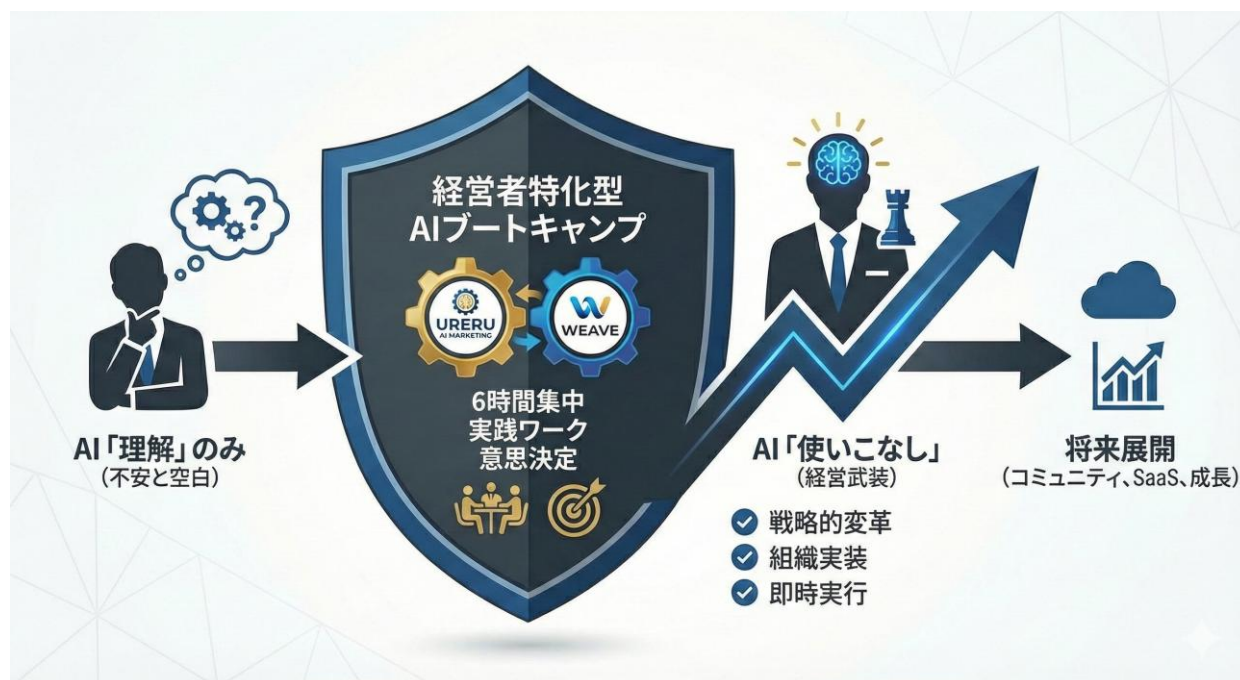 経営者特化型
AIブートキャンプ
URERU
AI MARKETING
WEAVE
6時間集中
実践ワーク
意思決定
?
AI「理解」のみ
(不安と空白)
AI「使いこなし」
(経営武装)
戦略的変革
組織実装
即時実行
将来展開
(コミュニティ、SaaS、成長)